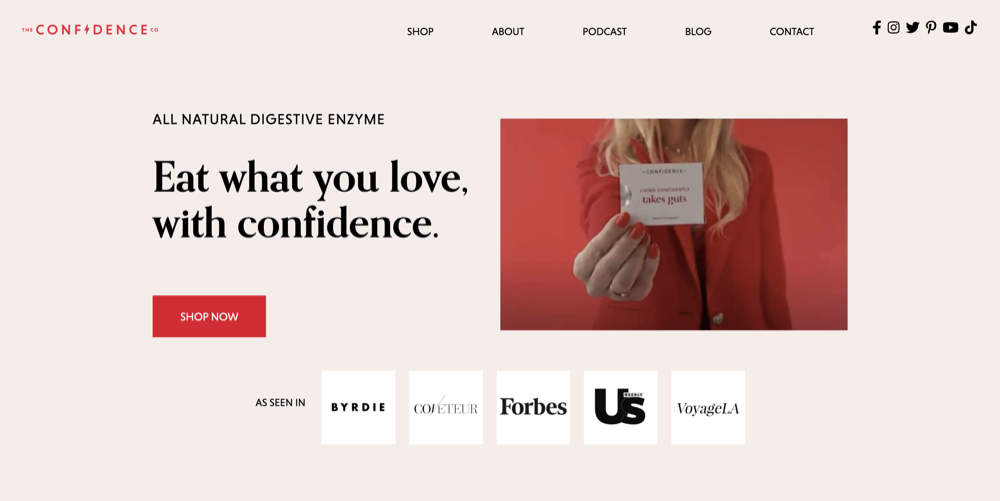 THE CONFIDENCE CO
SHOP
ABOUT
PODCAST
BLOG
CONTACT
ALL NATURAL DIGESTIVE ENZYME
Eat what you love,
with confidence.
SHOP NOW
CONFIDENCE
LIVING CONFIDENTLY
takes guts
AS SEEN IN
BYRDIE
COVETEUR
Forbes
Us
WEEKLY
VoyageLA